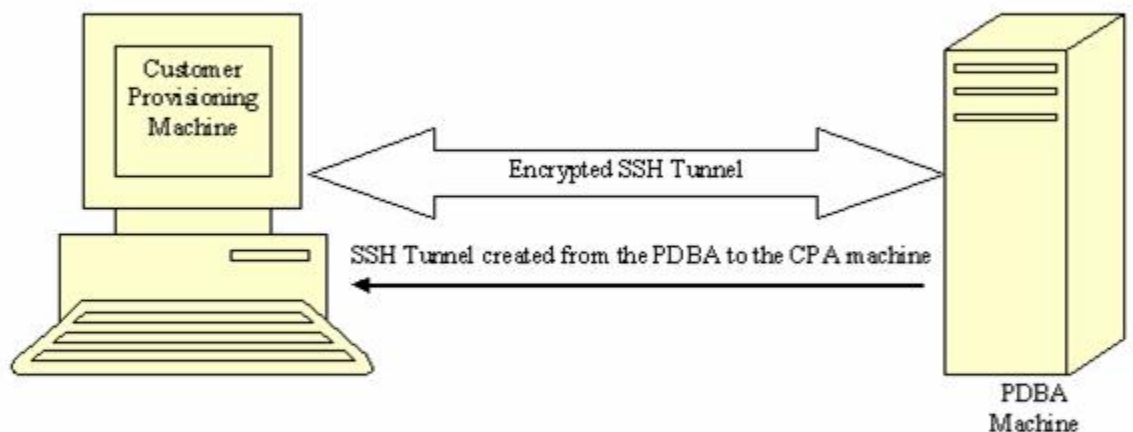 Customer
Provisioning
Machine
Encrypted SSH Tunnel
SSH Tunnel created from the PDBA to the CPA machine
PDBA
Machine